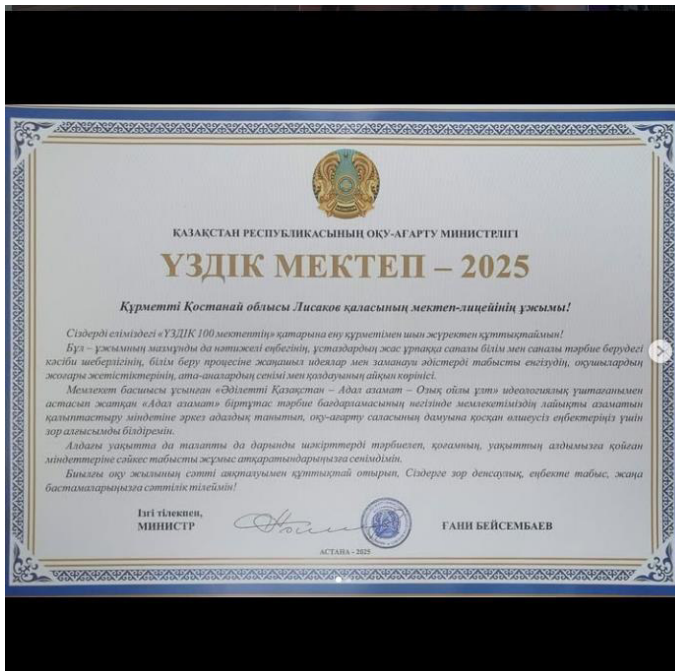 ҚАЗАҚСТАН РЕСПУБЛИКАСЫНЫҢ ОҚУ-АҒАРТУ МИНИСТРЛІГІ
ҮЗДІК МЕКТЕП – 2025
Құрметті Қостанай облысы Лисаков қаласының мектеп-лицейінің ұжымы!
Сіздерді еліміздегі «ҮЗДІК 100 мектептің» қатарына ену құрметімен шын жүректен құттықтаймын!
Бұл – ұжымның мазмұнды да нәтижелі еңбегінің, ұстаздардың жас ұрпаққа сапалы білім мен саналы тәрбие берудегі
кәсіби шеберлігінің, білім беру процесіне жаңашыл идеялар мен заманауи әдістерді табысты енгізудің, оқушылардың
жоғары жетістіктерінің, ата-аналардың сенімі мен қолдауының айқын көрінісі.
Мемлекет басшысы ұсынған «Әділетті Қазақстан – Адал азамат – Озық ойлы ұлт» идеологиялық ұштағанымен
астасып жатқан «Адал азамат» біртұтас тәрбие бағдарламасының негізінде мемлекетіміздің лайықты азаматын
қалыптастыру міндетіне әркез адалдық танытып, оқу-ағарту саласының дамуына қосқан өлшеусіз еңбектеріңіз үшін
зор алғысымды білдіремін.
Алдағы уақытта да талапты да дарынды шәкірттерді тәрбиелеп, қоғамның, уақыттың алдымызға қойған
міндеттеріне сәйкес табысты жұмыс атқаратындарыңызға сенімдімін.
Биылғы оқу жылының сәтті аяқталуымен құттықтай отырып, Сіздерге зор денсаулық, еңбекте табыс, жаңа
бастамаларыңызға сәттілік тілеймін!
Ізгі тілекпен,
МИНИСТР
ҒАНИ БЕЙСЕМБАЕВ
АСТАНА - 2025